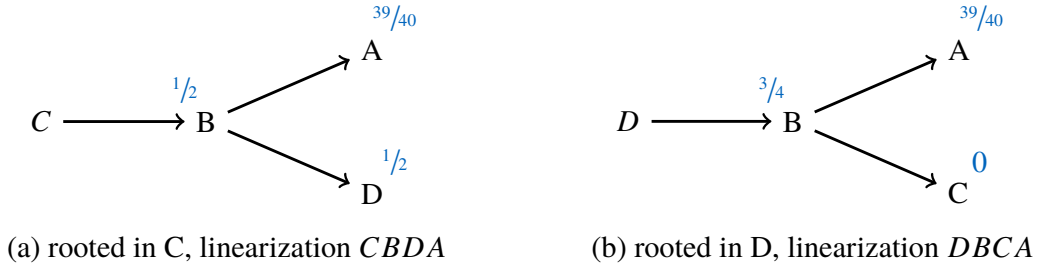 39/40 39/40
A A
1/2 3/4
C B D B
1/2 0
D C
(a) rooted in C, linearization CBDA (b) rooted in D, linearization DBCA